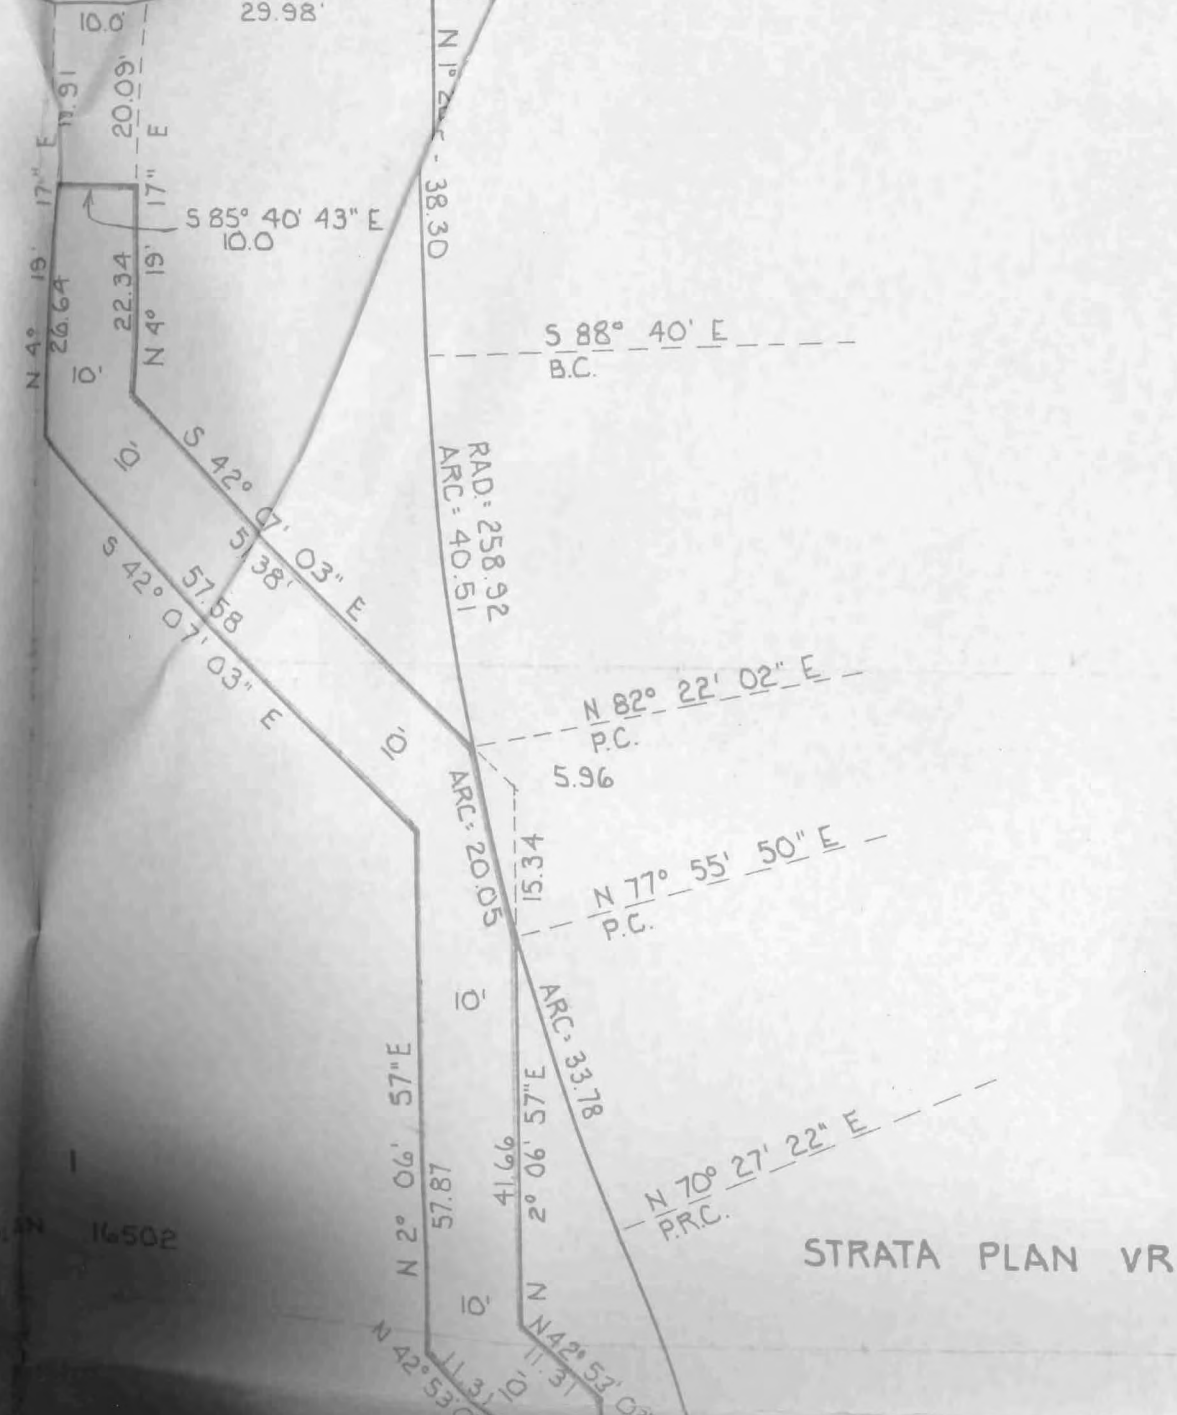 10.0'
29.98'
19.91
20.09'
N 4° 19' 17" E
N 4° 19' 17" E
26.64
22.34
10'
S 85° 40' 43" E
10.0
N 1°
38.30
S 88° 40' E
B.C.
RAD.= 258.92
ARC= 40.51
10'
S 42° 07' 03" E
51.38'
57.58
S 42° 07' 03" E
10'
N 82° 22' 02" E
P.C.
5.96
ARC= 20.05
15.34
N 77° 55' 50" E
P.C.
10'
ARC= 33.78
N 2° 06' 57" E
57.87
41.66
N 2° 06' 57" E
N 70° 27' 22" E
P.R.C.
1
16502
STRATA PLAN VR
10'
N 42° 53'
11.31
10'
N 42° 53'
11.31